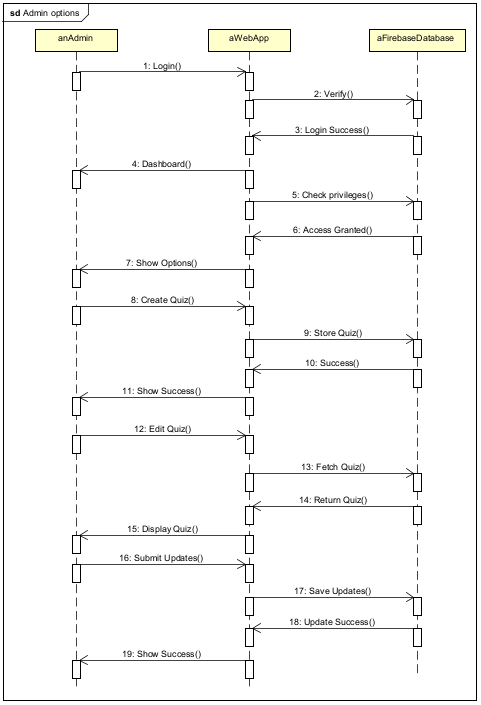 sd Admin options
anAdmin
aWebApp
aFirebaseDatabase
1: Login()
2: Verify()
3: Login Success()
4: Dashboard()
5: Check privileges()
6: Access Granted()
7: Show Options()
8: Create Quiz()
9: Store Quiz()
10: Success()
11: Show Success()
12: Edit Quiz()
13: Fetch Quiz()
14: Return Quiz()
15: Display Quiz()
16: Submit Updates()
17: Save Updates()
18: Update Success()
19: Show Success()